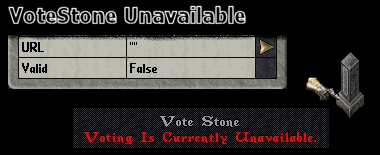 VoteStone Unavailable
URL ""
Valid False
Vote Stone
Voting Is Currently Unavailable.